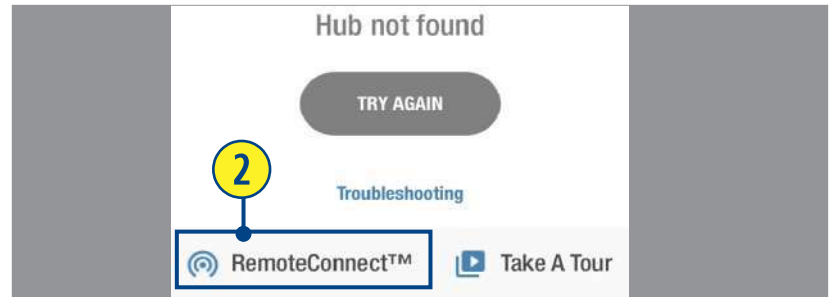 Hub not found
TRY AGAIN
2
Troubleshooting
RemoteConnect™
Take A Tour